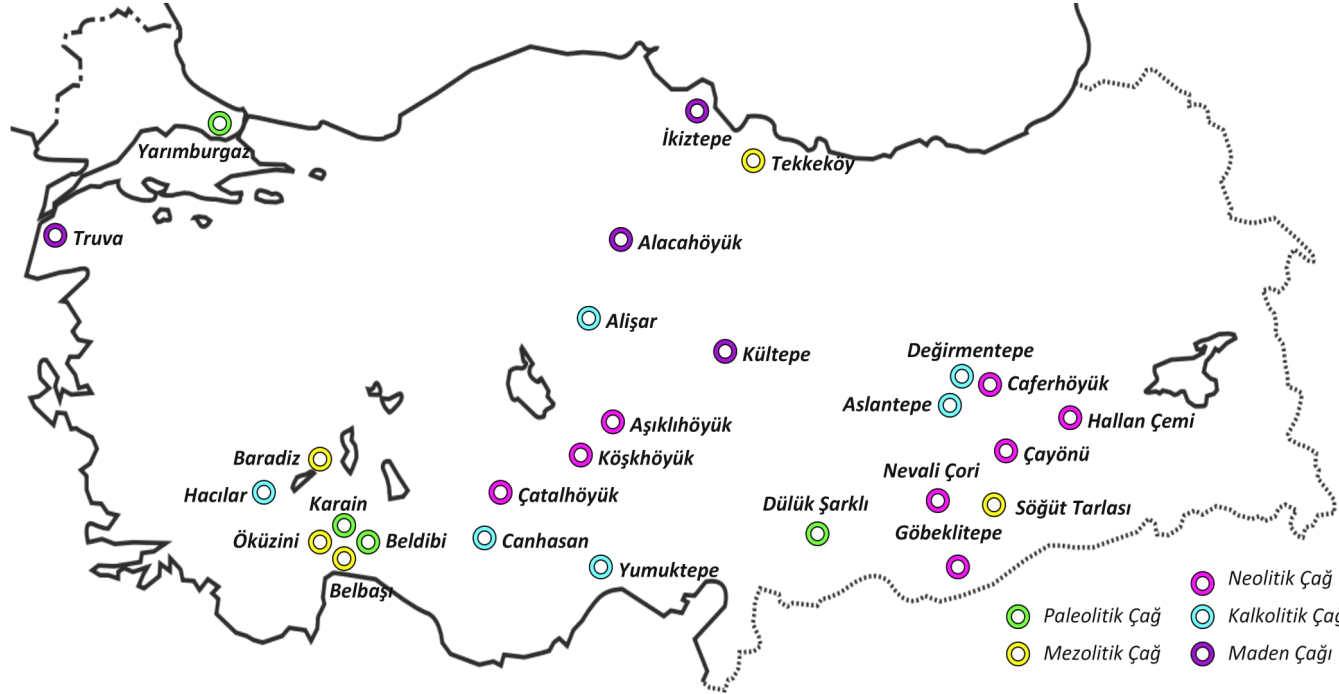 Yarımburgaz
İkiztepe
Tekkeköy
Truva
Alacahöyük
Alişar
Kültepe
Değirmentepe
Caferhöyük
Aslantepe
Hallan Çemi
Aşıklıhöyük
Köşkhöyük
Çayönü
Baradiz
Nevali Çori
Hacılar
Çatalhöyük
Karain
Dülük Şarklı
Söğüt Tarlası
Göbeklitepe
Öküzini
Beldibi
Canhasan
Yumuktepe
Belbaşı
Neolitik Çağ
Paleolitik Çağ
Kalkolitik Çağ
Mezolitik Çağ
Maden Çağı